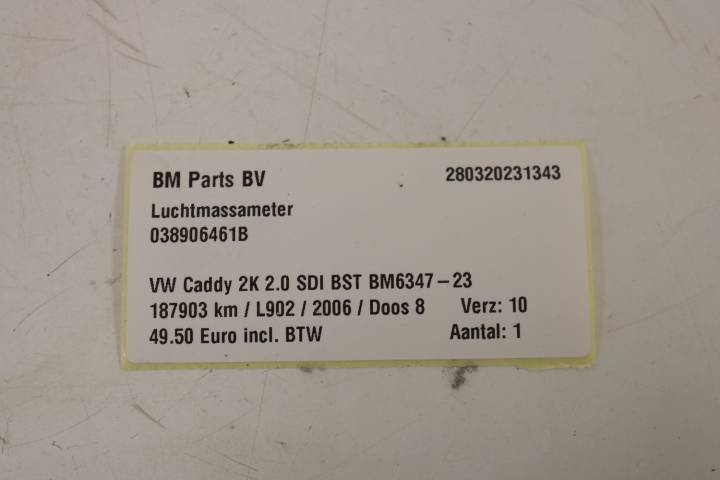 BM Parts BV 280320231343
Luchtmassameter
038906461B
VW Caddy 2K 2.0 SDI BST BM6347-23
187903 km / L902 / 2006 / Doos 8 Verz: 10
49.50 Euro incl. BTW Aantal: 1